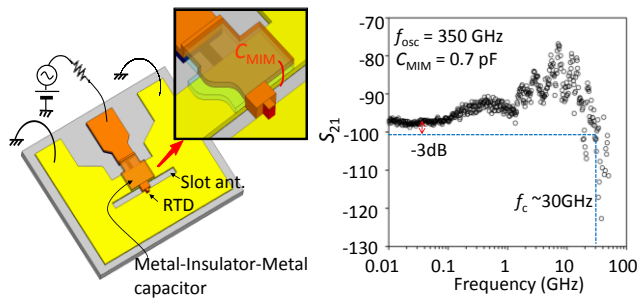 C_MIM
Slot ant.
RTD
Metal-Insulator-Metal
capacitor
f_osc = 350 GHz
C_MIM = 0.7 pF
-3dB
f_c ~30GHz
S_21
-70
-80
-90
-100
-110
-120
-130
0.01 0.1 1 10 100
Frequency (GHz)